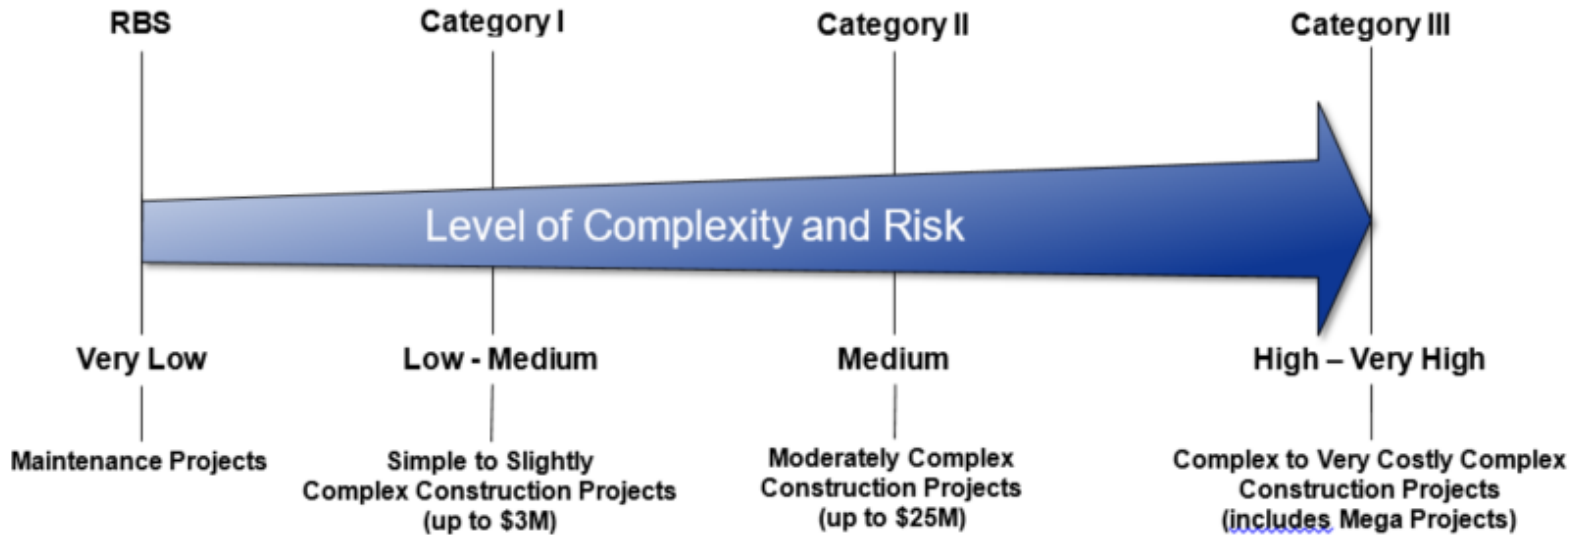 RBS
Category I
Category II
Category III
Level of Complexity and Risk
Very Low
Low - Medium
Medium
High – Very High
Maintenance Projects
Simple to Slightly
Complex Construction Projects
(up to $3M)
Moderately Complex
Construction Projects
(up to $25M)
Complex to Very Costly Complex
Construction Projects
(includes Mega Projects)